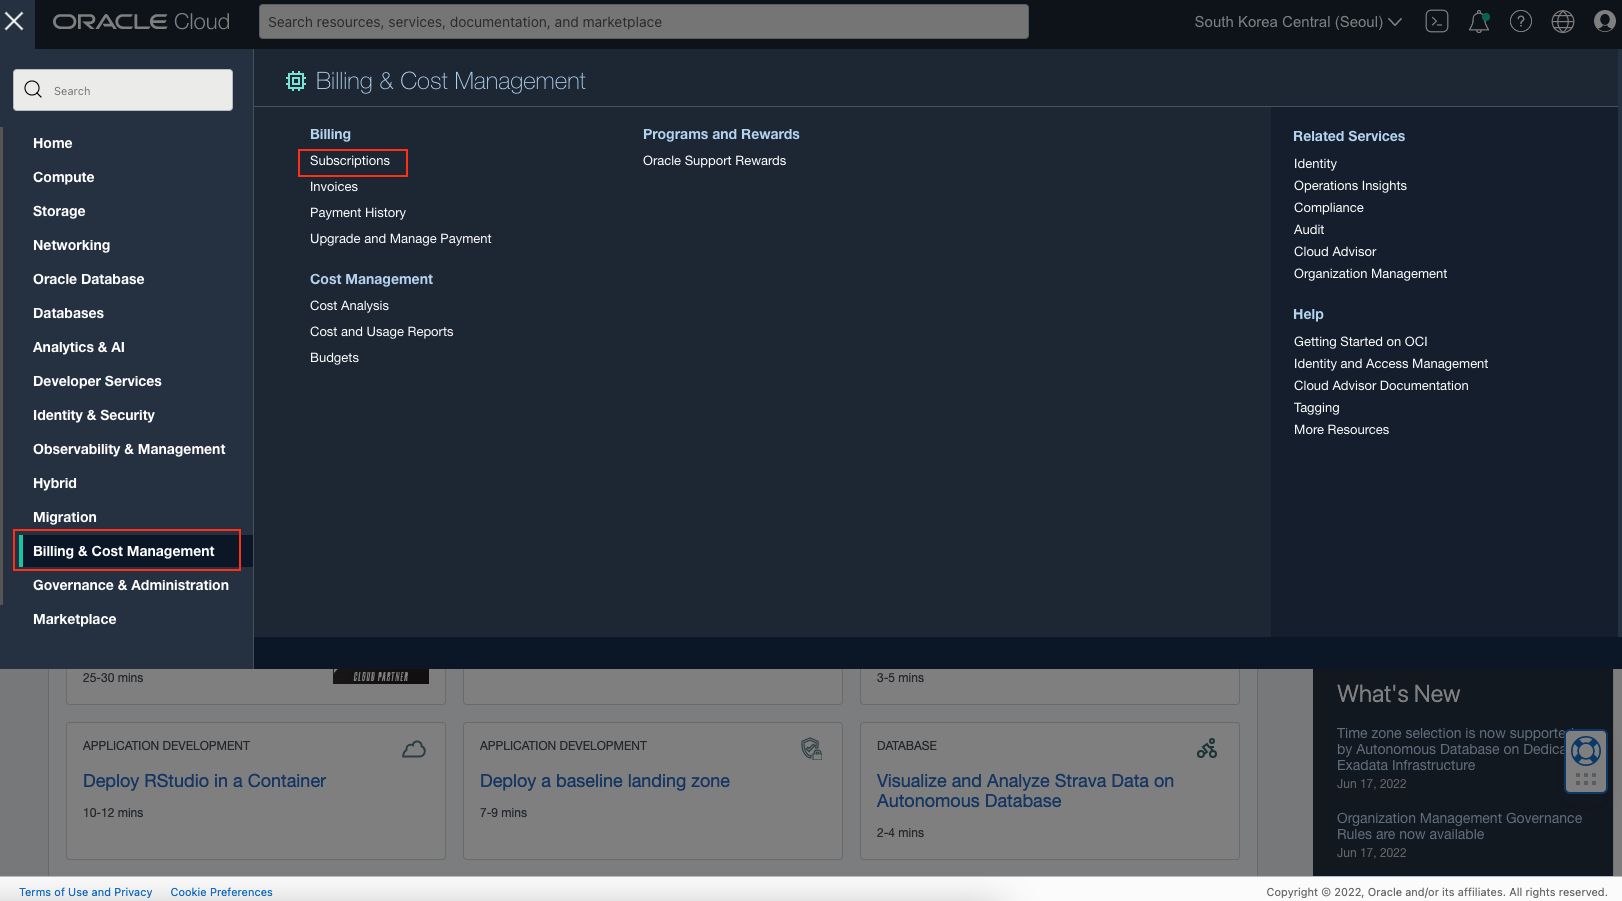 ORACLE Cloud
Search resources, services, documentation, and marketplace
South Korea Central (Seoul)
Search
Home
Compute
Storage
Networking
Oracle Database
Databases
Analytics & AI
Developer Services
Identity & Security
Observability & Management
Hybrid
Migration
Billing & Cost Management
Governance & Administration
Marketplace
Billing & Cost Management
Billing
Subscriptions
Invoices
Payment History
Upgrade and Manage Payment
Cost Management
Cost Analysis
Cost and Usage Reports
Budgets
Programs and Rewards
Oracle Support Rewards
Related Services
Identity
Operations Insights
Compliance
Audit
Cloud Advisor
Organization Management
Help
Getting Started on OCI
Identity and Access Management
Cloud Advisor Documentation
Tagging
More Resources
25-30 mins
CLOUD PARTNER
3-5 mins
APPLICATION DEVELOPMENT
Deploy RStudio in a Container
10-12 mins
APPLICATION DEVELOPMENT
Deploy a baseline landing zone
7-9 mins
DATABASE
Visualize and Analyze Strava Data on
Autonomous Database
2-4 mins
What's New
Time zone selection is now supported
by Autonomous Database on Dedica
Exadata Infrastructure
Jun 17, 2022
Organization Management Governance
Rules are now available
Jun 17, 2022
Terms of Use and Privacy
Cookie Preferences
Copyright © 2022, Oracle and/or its affiliates. All rights reserved.